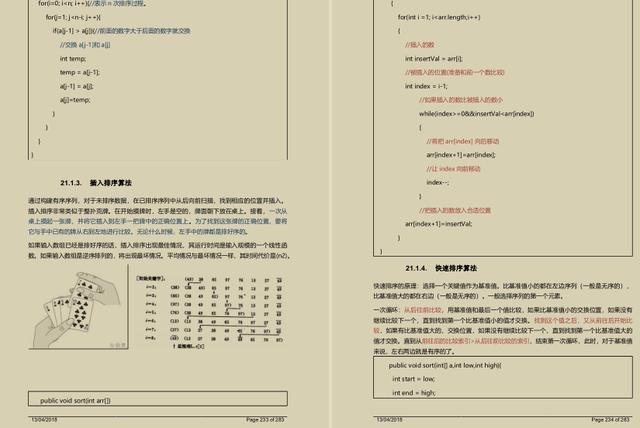 for(i=0; i<n; i++){//表示 n 次排序过程。
for(j=1; j<n-i; j++){
if(a[j-1] > a[j]){//前面的数字大于后面的数字就交换
//交换 a[j-1]和 a[j]
int temp;
temp = a[j-1];
a[j-1] = a[j];
a[j]=temp;
}
}
}
}
21.1.3. 插入排序算法
通过构建有序序列，对于未排序数据，在已排序序列中从后向前扫描，找到相应的位置并插入。
插入排序非常类似于整扑克牌。在开始摸牌时，左手是空的，牌面朝下放在桌上。接着，一次从
桌上摸起一张牌，并将它插入到左手一把牌中的正确位置上。为了找到这张牌的正确位置，要将
它与手中已有的牌从右到左地进行比较。无论什么时候，左手中的牌都是排好序的。
如果输入数组已经是排好序的话，插入排序出现最佳情况，其运行时间是输入规模的一个线性函
数。如果输入数组是逆序排列的，将出现最坏情况。平均情况与最坏情况一样，其时间代价是(n2)。
[初始关键字]
public void sort(int arr[])
13/04/2018
Page 233 of 283
{
for(int i =1; i<arr.length;i++)
{
//插入的数
int insertVal = arr[i];
//被插入的位置(准备和前一个数比较)
int index = i-1;
//如果插入的数比被插入的数小
while(index>=0&&insertVal<arr[index])
{
//将把 arr[index] 向后移动
arr[index+1]=arr[index];
//让 index 向前移动
index--;
}
//把插入的数放入合适位置
arr[index+1]=insertVal;
}
}
21.1.4. 快速排序算法
快速排序的原理：选择一个关键值作为基准值。比基准值小的都在左边序列（一般是无序的），
比基准值大的都在右边（一般是无序的）。一般选择序列的第一个元素。
一次循环：从后往前比较，用基准值和最后一个值比较，如果比基准值小的交换位置，如果没有
继续比较下一个，直到找到第一个比基准值小的值才交换。找到这个值之后，又从前往后开始比
较，如果有比基准值大的，交换位置，如果没有继续比较下一个，直到找到第一个比基准值大的
值才交换。直到从前往后的比较索引>从后往前比较的索引，结束第一次循环，此时，对于基准值
来说，左右两边就是有序的了。
public void sort(int[] a,int low,int high){
int start = low;
int end = high;
13/04/2018
Page 234 of 283